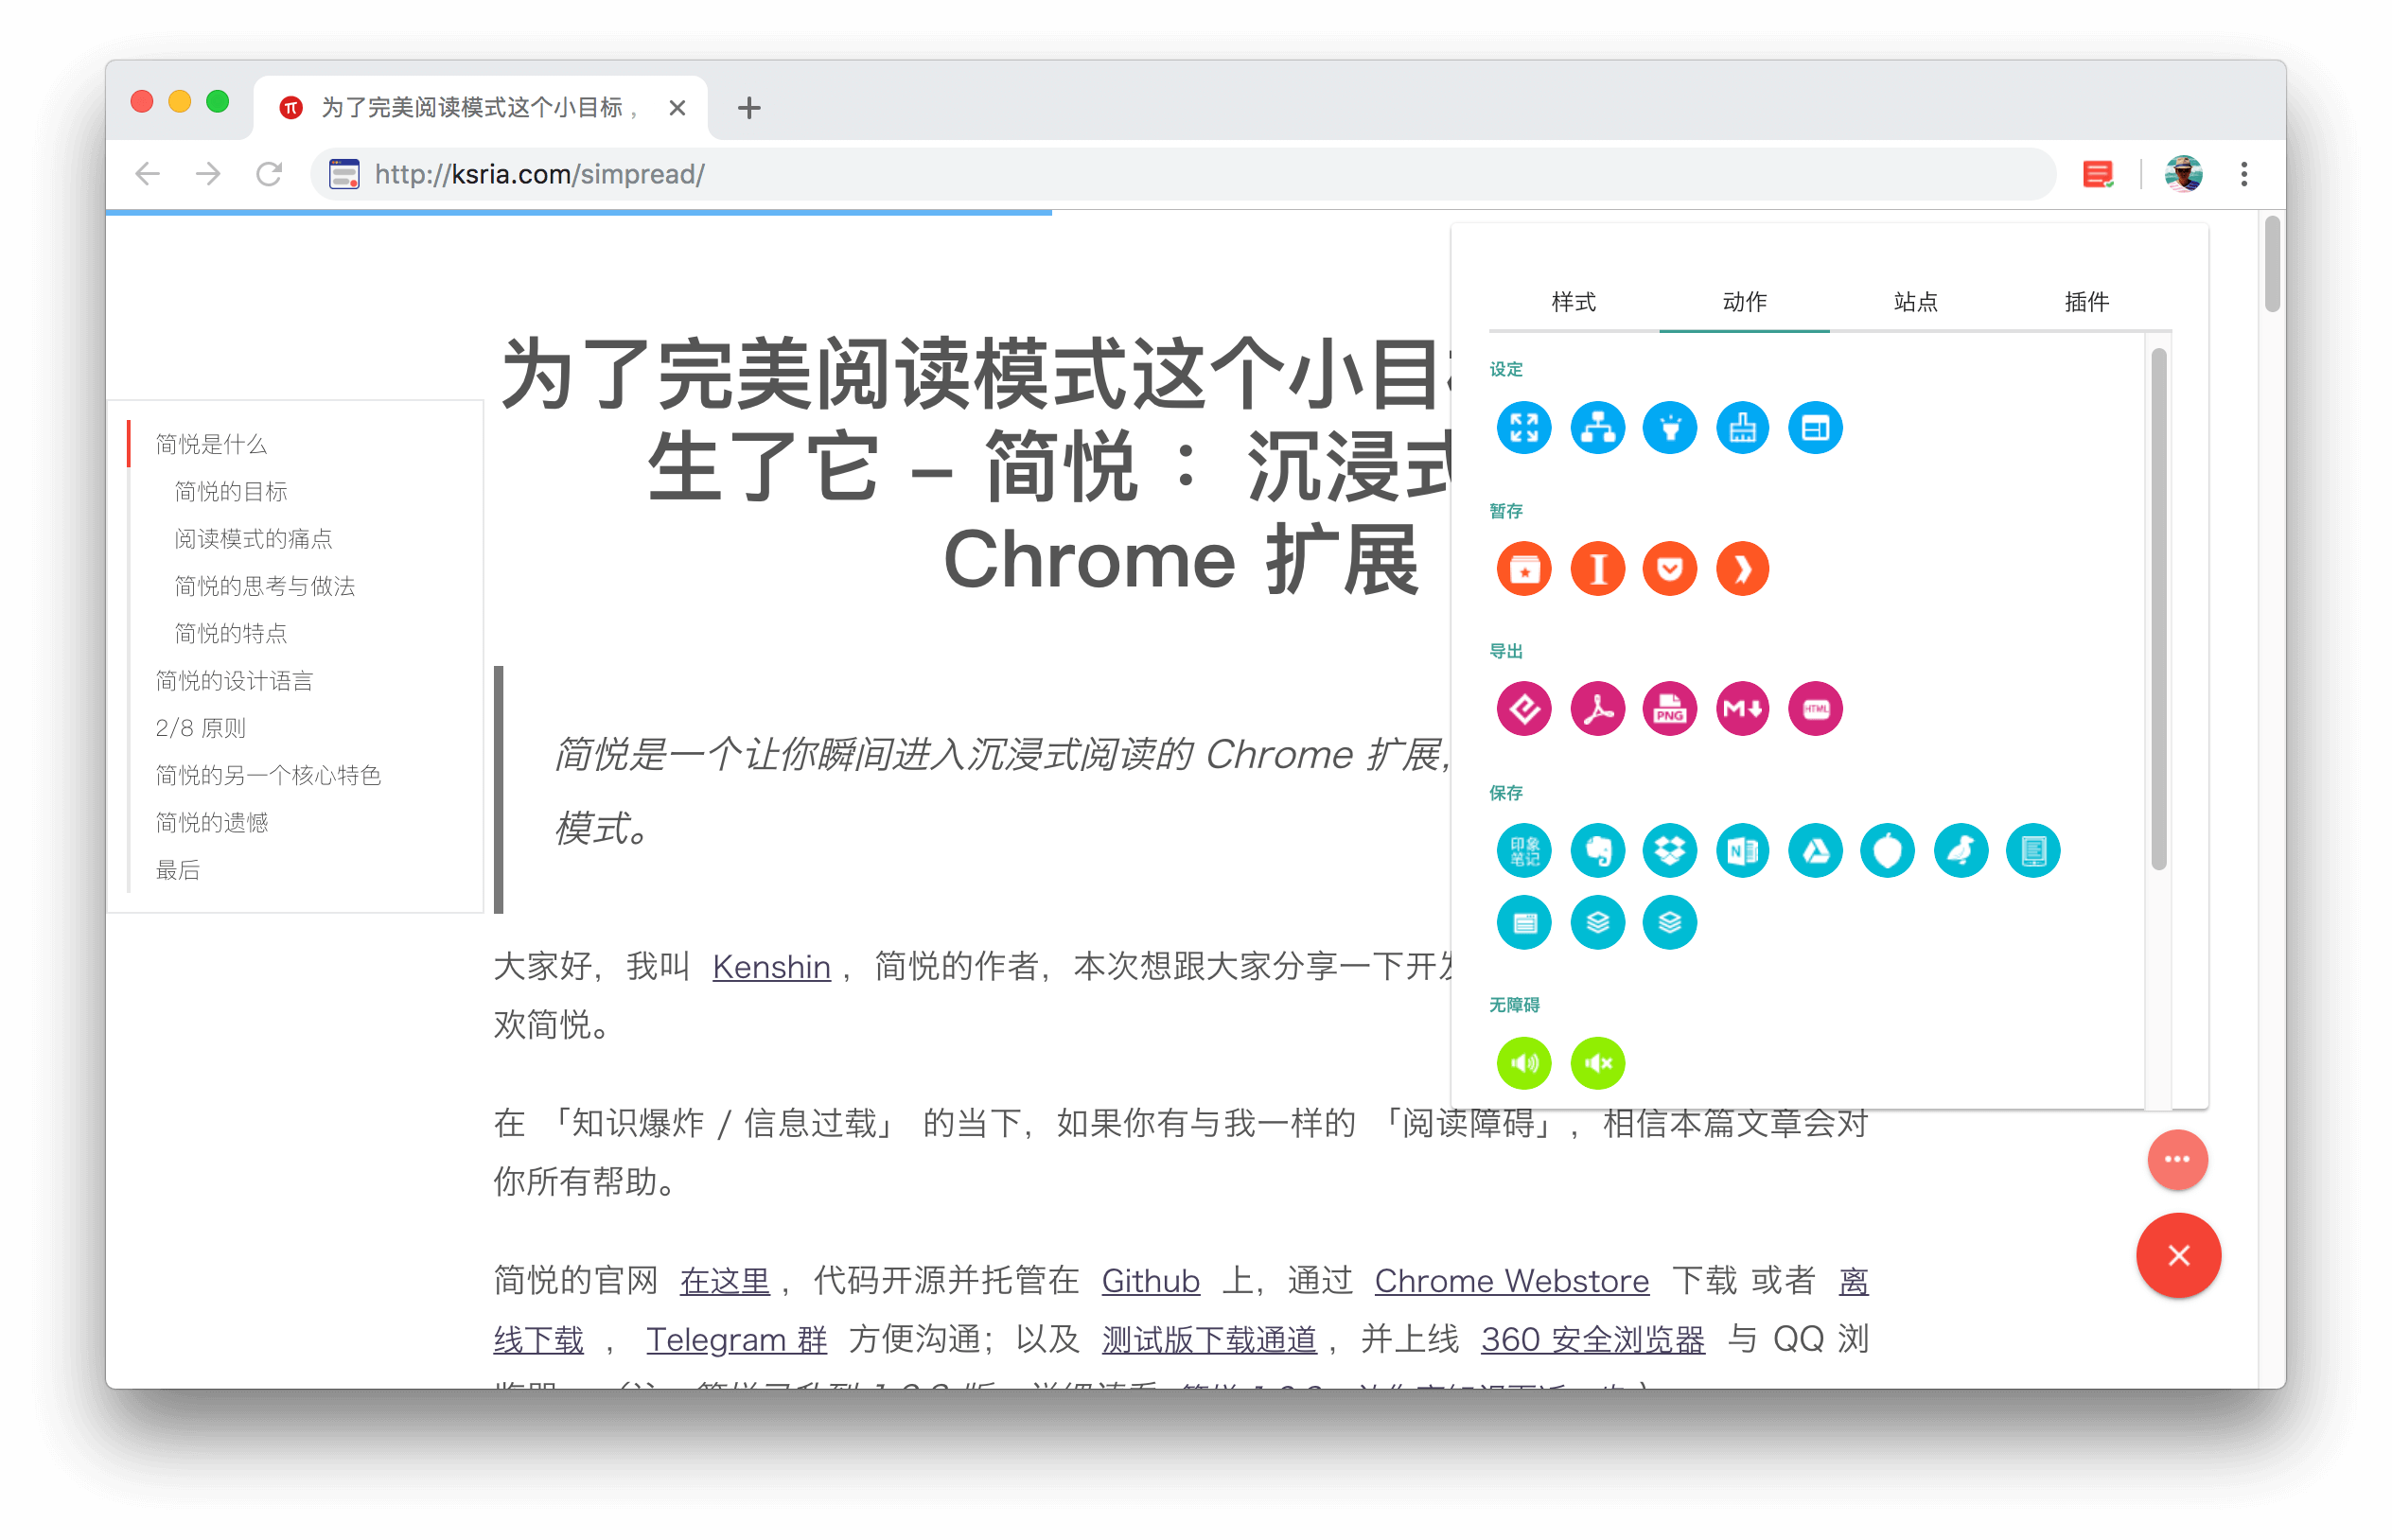 为了完美阅读模式这个小目标，
http://ksria.com/simpread/
样式 动作 站点 插件
设定
暂存
导出
PNG
HTML
保存
印象
笔记
N
无障碍
简悦是什么
简悦的目标
阅读模式的痛点
简悦的思考与做法
简悦的特点
简悦的设计语言
2/8 原则
简悦的另一个核心特色
简悦的遗憾
最后
为了完美阅读模式这个小目
生了它 – 简悦 ：沉浸式
Chrome 扩展
简悦是一个让你瞬间进入沉浸式阅读的 Chrome 扩展，
模式。
大家好，我叫 Kenshin ，简悦的作者，本次想跟大家分享一下开发
欢简悦。
在 「知识爆炸 / 信息过载」 的当下，如果你有与我一样的 「阅读障碍」，相信本篇文章会对
你所有帮助。
简悦的官网 在这里 ，代码开源并托管在 Github 上，通过 Chrome Webstore 下载 或者 离
线下载 ， Telegram 群 方便沟通；以及 测试版下载通道 ，并上线 360 安全浏览器 与 QQ 浏